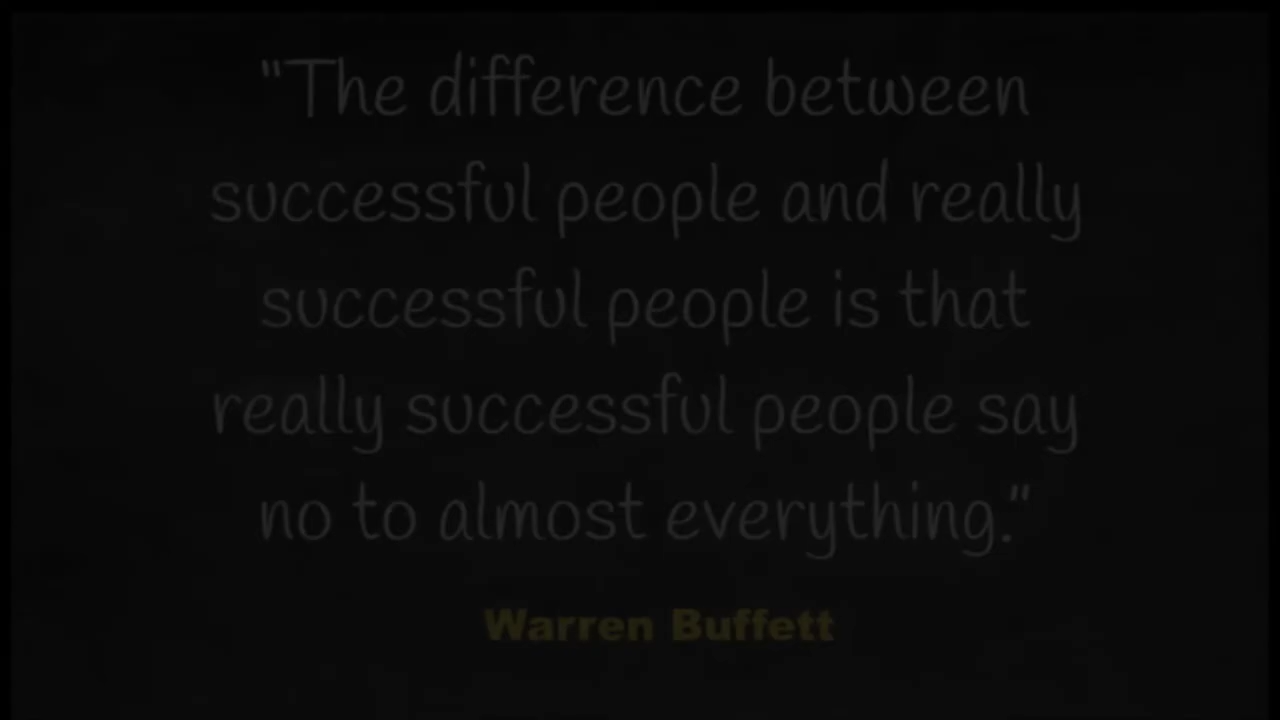 "The difference between
successful people and really
successful people is that
really successful people say
no to almost everything."
Warren Buffett